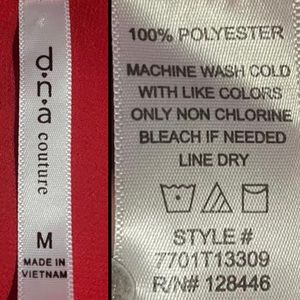 d.n.a
couture
M
MADE IN
VIETNAM
100% POLYESTER
MACHINE WASH COLD
WITH LIKE COLORS
ONLY NON CHLORINE
BLEACH IF NEEDED
LINE DRY
STYLE #
7701T13309
R/N# 128446